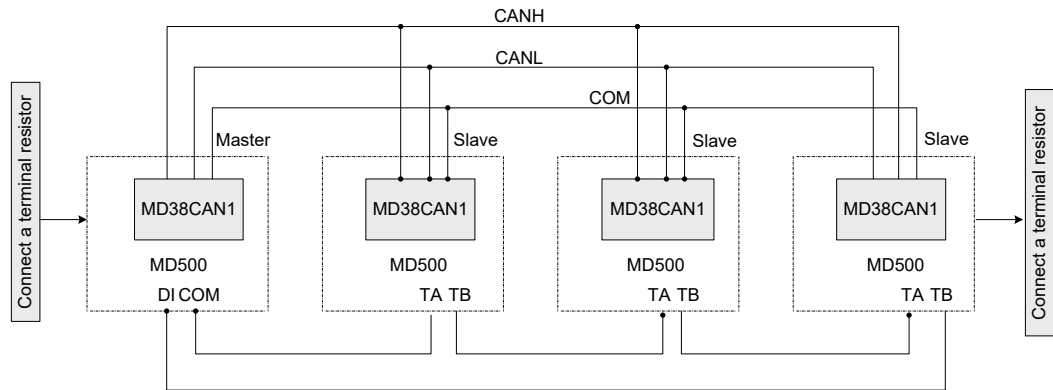 CANH
CANL
COM
Master
Slave
Slave
Slave
Connect a terminal resistor
MD38CAN1
MD38CAN1
MD38CAN1
MD38CAN1
Connect a terminal resistor
MD500
MD500
MD500
MD500
DI COM
TA TB
TA TB
TA TB